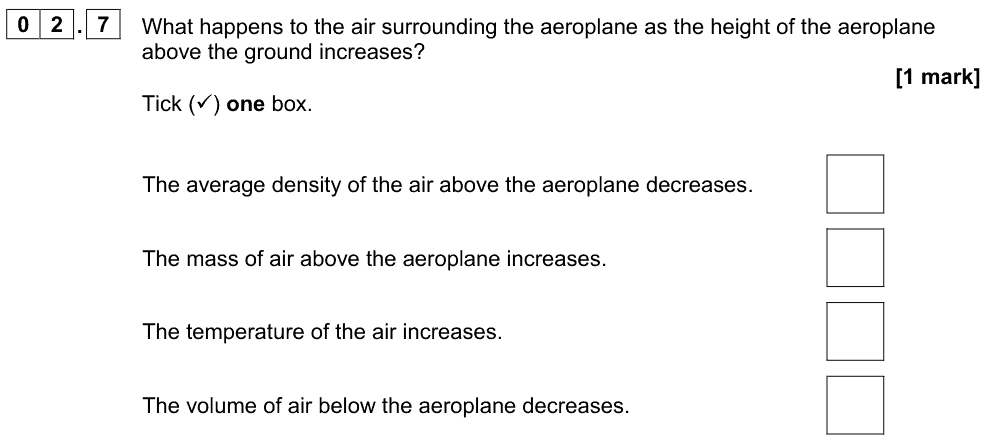 02.7 What happens to the air surrounding the aeroplane as the height of the aeroplane
above the ground increases?
[1 mark]
Tick (✓) one box.
The average density of the air above the aeroplane decreases.
The mass of air above the aeroplane increases.
The temperature of the air increases.
The volume of air below the aeroplane decreases.